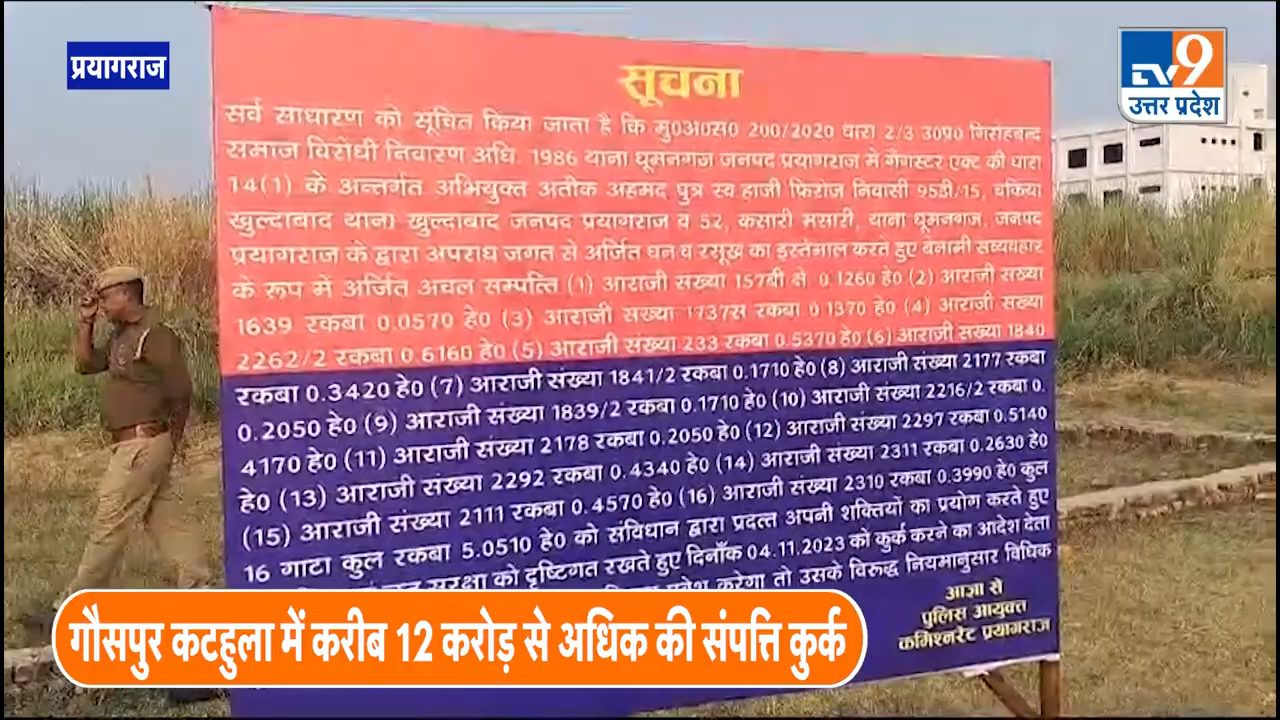 प्रयागराज
TV9
उत्तर प्रदेश
सूचना
सर्व साधारण को सूचित किया जाता है कि मु0अ0स0 200/2020 धारा 2/3 उ0प्र0 गिरोहबन्द
समाज विरोधी निवारण अधि. 1986 थाना धूमनगज जनपद प्रयागराज मे गैंगस्टर एक्ट की धारा
14(1) के अन्तर्गत अभियुक्त अतीक अहमद पुत्र स्व हाजी फिरोज निवासी 95डी/15, चकिया
खुल्दाबाद थाना खुल्दाबाद जनपद प्रयागराज व 52, कसारी मसारी, थाना धूमनगज, जनपद
प्रयागराज के द्वारा अपराध जगत से अर्जित धन व रसूख का इस्तेमाल करते हुए बेनामी सव्यवहार
के रूप में अर्जित अचल सम्पत्ति (1) आराजी संख्या 157बी क्षे 0.1260 हे0 (2) आराजी संख्या
1639 रकबा 0.0570 हे0 (3) आराजी संख्या 1737स रकबा 0.1370 हे0 (4) आराजी संख्या
2262/2 रकबा 0.6160 हे0 (5) आराजी संख्या 233 रकबा 0.5370 हे0 (6) आराजी संख्या 1840
रकबा 0.3420 हे0 (7) आराजी संख्या 1841/2 रकबा 0.1710 हे0 (8) आराजी संख्या 2177 रकबा
0.2050 हे0 (9) आराजी संख्या 1839/2 रकबा 0.1710 हे0 (10) आराजी संख्या 2216/2 रकबा 0.
4170 हे0 (11) आराजी संख्या 2178 रकबा 0.2050 हे0 (12) आराजी संख्या 2297 रकबा 0.5140
हे0 (13) आराजी संख्या 2292 रकबा 0.4340 हे0 (14) आराजी संख्या 2311 रकबा 0.2630 हे0
(15) आराजी संख्या 2111 रकबा 0.4570 हे0 (16) आराजी संख्या 2310 रकबा 0.3990 हे0 कुल
16 गाटा कुल रकबा 5.0510 हे0 को संविधान द्वारा प्रदत्त अपनी शक्तियों का प्रयोग करते हुए
सुरक्षा को दृष्टिगत रखते हुए दिनाँक 04.11.2023 को कुर्क करने का आदेश देता
प्रवेश करेगा तो उसके विरूद्ध नियमानुसार विधिक
आज्ञा से
पुलिस आयुक्त
कमिश्नरेट प्रयागराज
गौसपुर कटहुला में करीब 12 करोड़ से अधिक की संपत्ति कुर्क